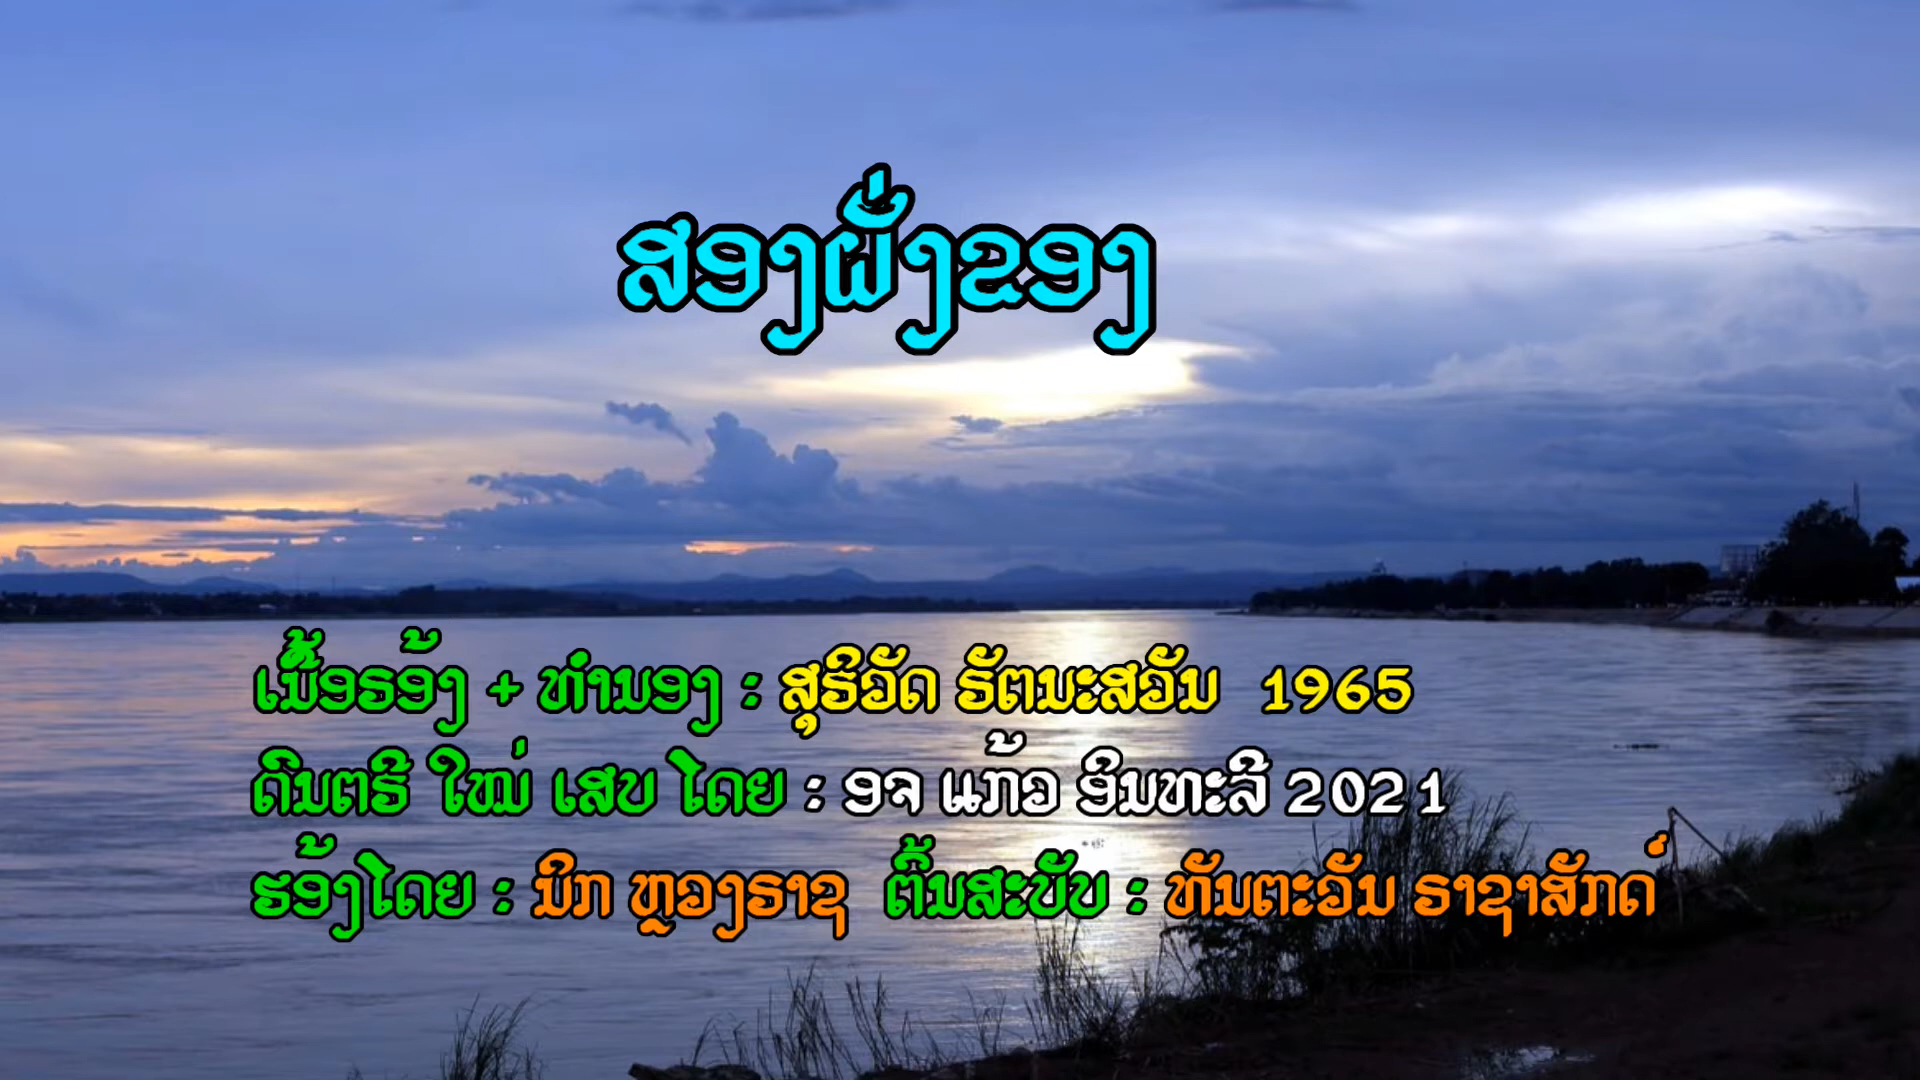 ສອງຝັ່ງຂອງ
ເນື້ອຮອ້ງ + ທຳນອງ : ສຸຣິວັດ ຣັຕນະສວັນ 1965
ດົນຕຣີ ໃໝ່ ເສບ ໂດຍ : ອຈ ແກ້ວ ອິນທະລີ 2021
ຮອ້ງໂດຍ : ນິກ ຫຼວງຣາຊ ຕົ້ນສະບັບ : ທັນຕະວັນ ຣາຊາສັກດ໌